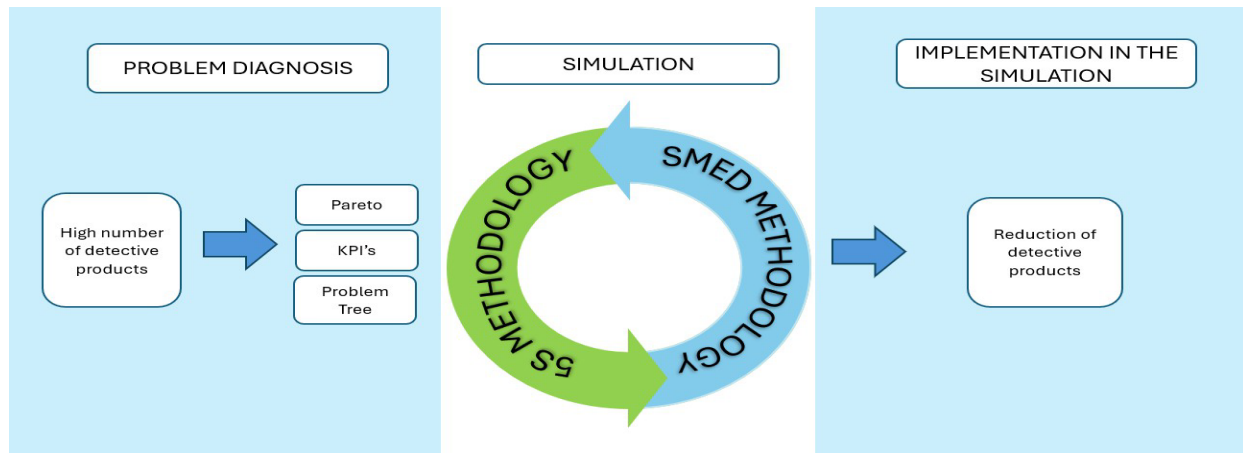 PROBLEM DIAGNOSIS
High number
of detective
products
Pareto
KPI's
Problem
Tree
SIMULATION
5S METHODOLOGY
SMED METHODOLOGY
IMPLEMENTATION IN THE
SIMULATION
Reduction of
detective
products